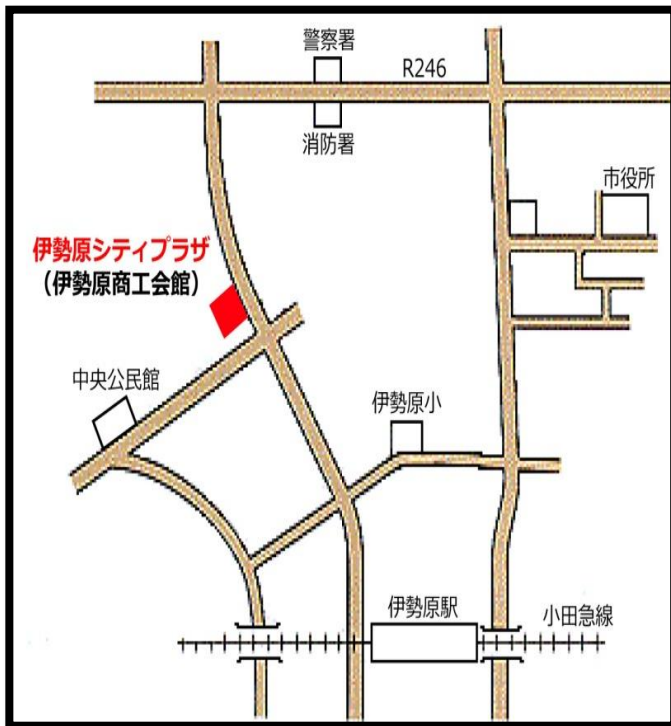 警察署
R246
消防署
市役所
伊勢原シティプラザ
（伊勢原商工会館）
中央公民館
伊勢原小
伊勢原駅
小田急線